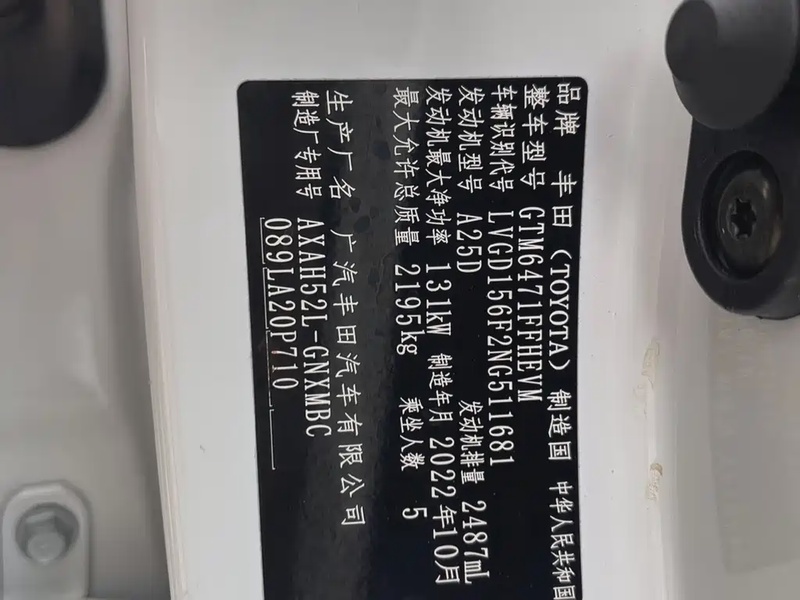 品牌 丰田(TOYOTA) 制造国 中华人民共和国
整车型号 GTM6471FFHEVM
车辆识别代号 LVGD156F2NG511681
发动机型号 A25D 发动机排量 2487mL
发动机最大净功率 131kW 制造年月 2022年10月
最大允许总质量 2195kg 乘坐人数 5
生产厂名 广汽丰田汽车有限公司
制造厂专用号 AXAH52L-GNXMBC
089LA20P710